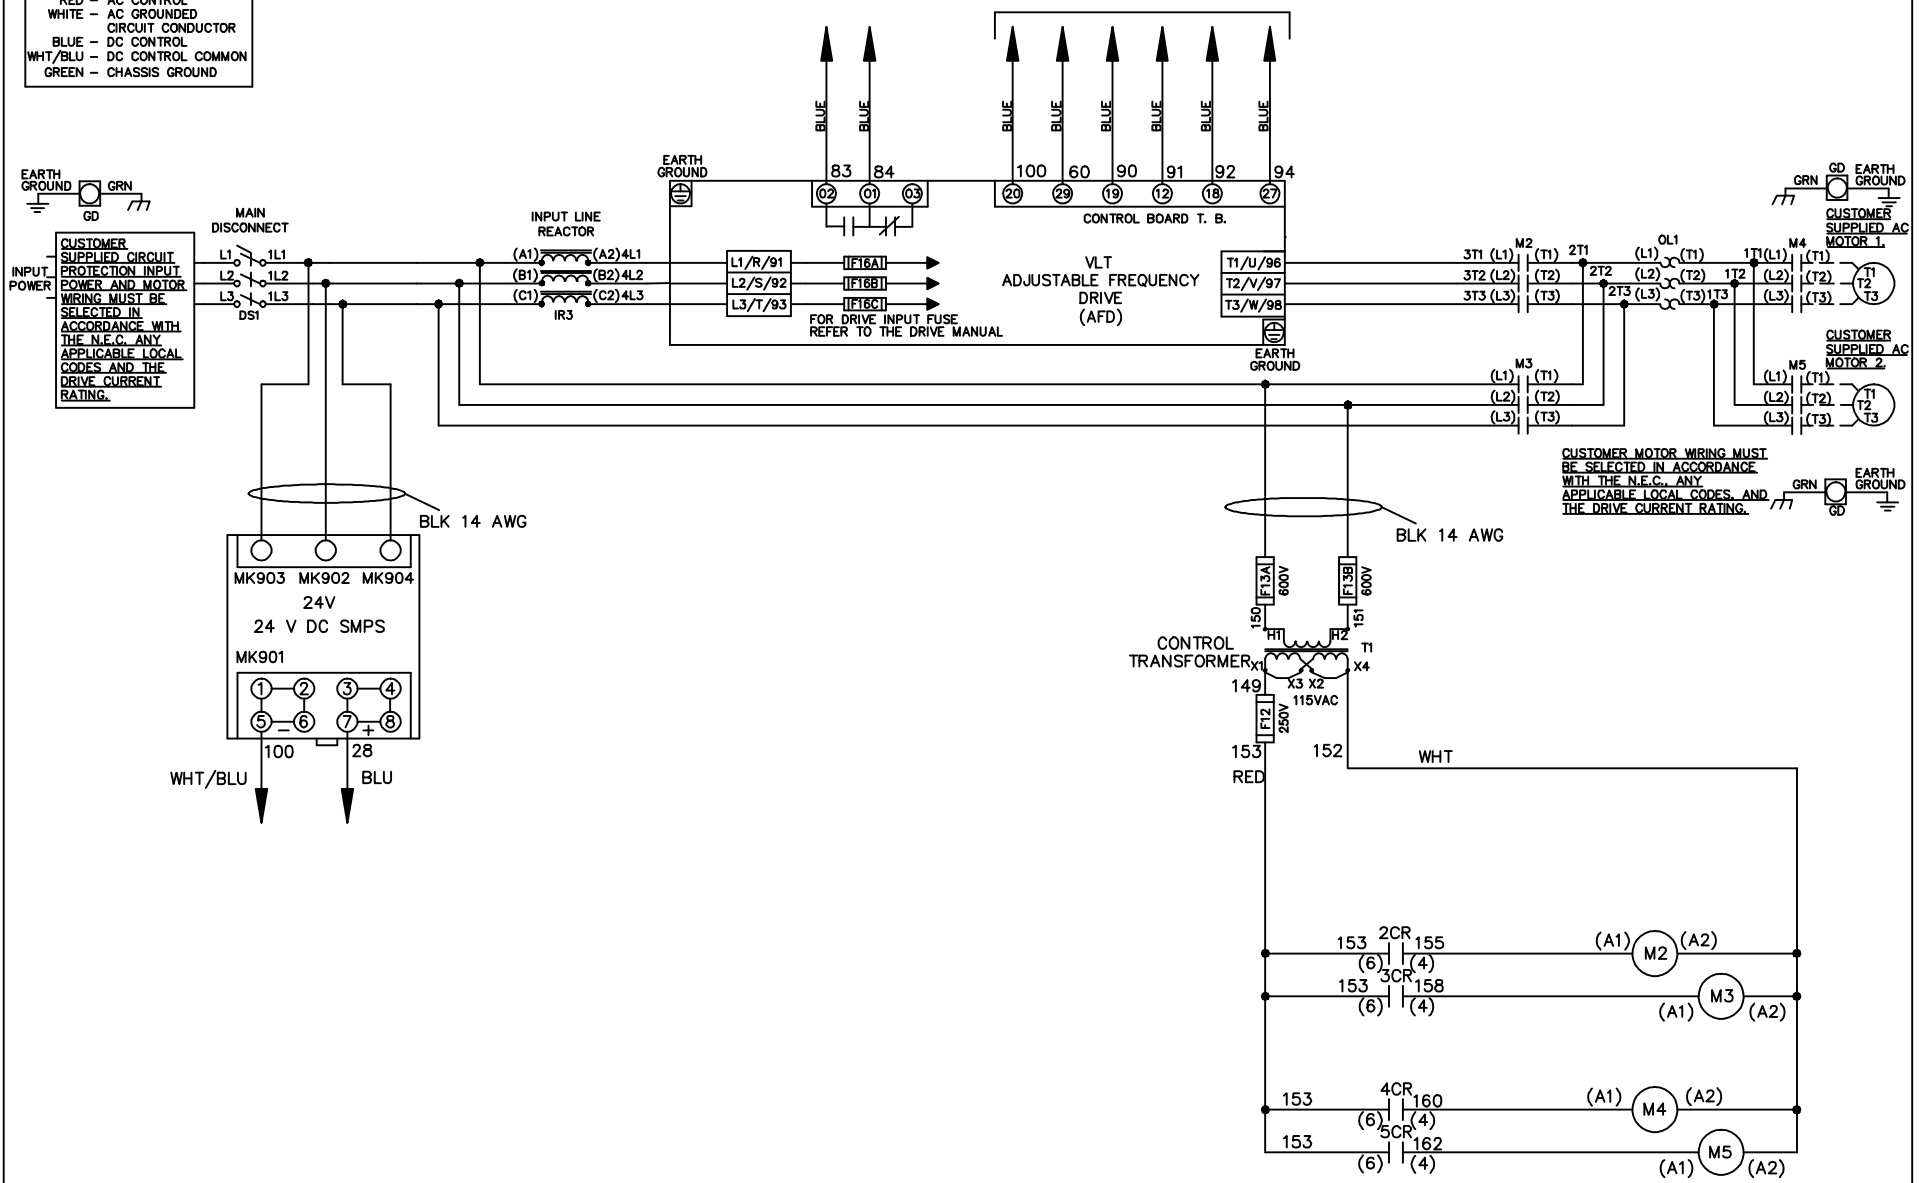 RED – AC CONTROL
WHITE – AC GROUNDED
CIRCUIT CONDUCTOR
BLUE – DC CONTROL
WHT/BLU – DC CONTROL COMMON
GREEN – CHASSIS GROUND
BLUE
BLUE
BLUE
BLUE
BLUE
BLUE
BLUE
BLUE
EARTH
GROUND
GRN
GD
MAIN
DISCONNECT
INPUT LINE
REACTOR
EARTH
GROUND
83 84
02 01 03
100 60 90 91 92 94
20 29 19 12 18 27
CONTROL BOARD T. B.
GRN
GD
EARTH
GROUND
INPUT
POWER
CUSTOMER
SUPPLIED CIRCUIT
PROTECTION INPUT
POWER AND MOTOR
WIRING MUST BE
SELECTED IN
ACCORDANCE WITH
THE N.E.C. ANY
APPLICABLE LOCAL
CODES AND THE
DRIVE CURRENT
RATING.
L1 1L1
L2 1L2
L3 1L3
DS1
(A1) (A2) 4L1
(B1) (B2) 4L2
(C1) (C2) 4L3
IR3
L1/R/91 F16A
L2/S/92 F16B
L3/T/93 F16C
FOR DRIVE INPUT FUSE
REFER TO THE DRIVE MANUAL
VLT
ADJUSTABLE FREQUENCY
DRIVE
(AFD)
T1/U/96
T2/V/97
T3/W/98
EARTH
GROUND
M2
3T1 (L1) (T1) 2T1
3T2 (L2) (T2) 2T2
3T3 (L3) (T3) 2T3
OL1
(L1) (T1) 1T1
(L2) (T2) 1T2
(L3) (T3) 1T3
M4
(L1) (T1)
(L2) (T2)
(L3) (T3)
T1
T2
T3
CUSTOMER
SUPPLIED AC
MOTOR 1.
M3
(L1) (T1)
(L2) (T2)
(L3) (T3)
CUSTOMER
SUPPLIED AC
MOTOR 2.
M5
(L1) (T1)
(L2) (T2)
(L3) (T3)
T1
T2
T3
CUSTOMER MOTOR WIRING MUST
BE SELECTED IN ACCORDANCE
WITH THE N.E.C., ANY
APPLICABLE LOCAL CODES, AND
THE DRIVE CURRENT RATING.
GRN
GD
EARTH
GROUND
BLK 14 AWG
MK903 MK902 MK904
24V
24 V DC SMPS
MK901
1 2 3 4
5 6 7 8
– +
100 28
WHT/BLU BLU
BLK 14 AWG
F13A 600V
F13B 600V
150 151
H1 H2
T1
CONTROL
TRANSFORMER
X1 X4
X3 X2
115VAC
149
F12 250V
153 152
RED
WHT
2CR
153 155 (A1) M2 (A2)
(6) (4)
3CR
153 158 M3
(6) (4) (A1) (A2)
4CR
153 160 (A1) M4 (A2)
(6) (4)
5CR
153 162 M5
(6) (4) (A1) (A2)